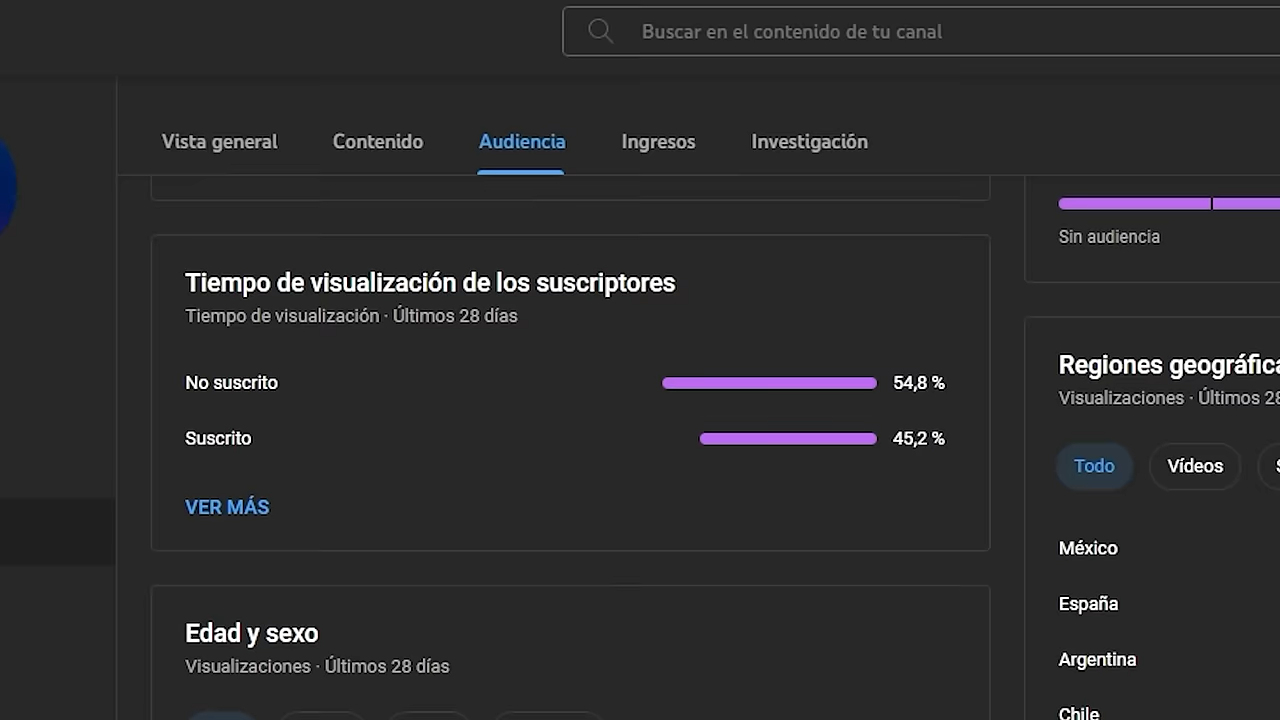 Buscar en el contenido de tu canal
Vista general
Contenido
Audiencia
Ingresos
Investigación
Tiempo de visualización de los suscriptores
Tiempo de visualización · Últimos 28 días
No suscrito
54,8 %
Suscrito
45,2 %
VER MÁS
Edad y sexo
Visualizaciones · Últimos 28 días
Sin audiencia
Regiones geográfica
Visualizaciones · Últimos 28
Todo
Vídeos
México
España
Argentina
Chile